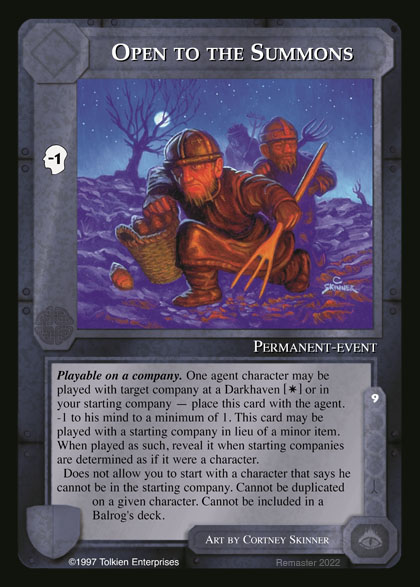 Open to the Summons
-1
C
Skinner
Permanent-event
Playable on a company. One agent character may be
played with target company at a Darkhaven [✶] or in
your starting company — place this card with the agent.
-1 to his mind to a minimum of 1. This card may be
played with a starting company in lieu of a minor item.
When played as such, reveal it when starting companies
are determined as if it were a character.
Does not allow you to start with a character that says he
cannot be in the starting company. Cannot be duplicated
on a given character. Cannot be included in a
Balrog's deck.
9
Art by Cortney Skinner
©1997 Tolkien Enterprises
Remaster 2022